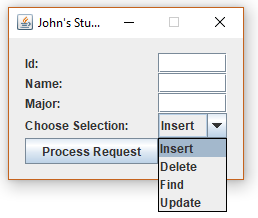 John's Stu...
Id:
Name:
Major:
Choose Selection: Insert
Process Request
Insert
Delete
Find
Update